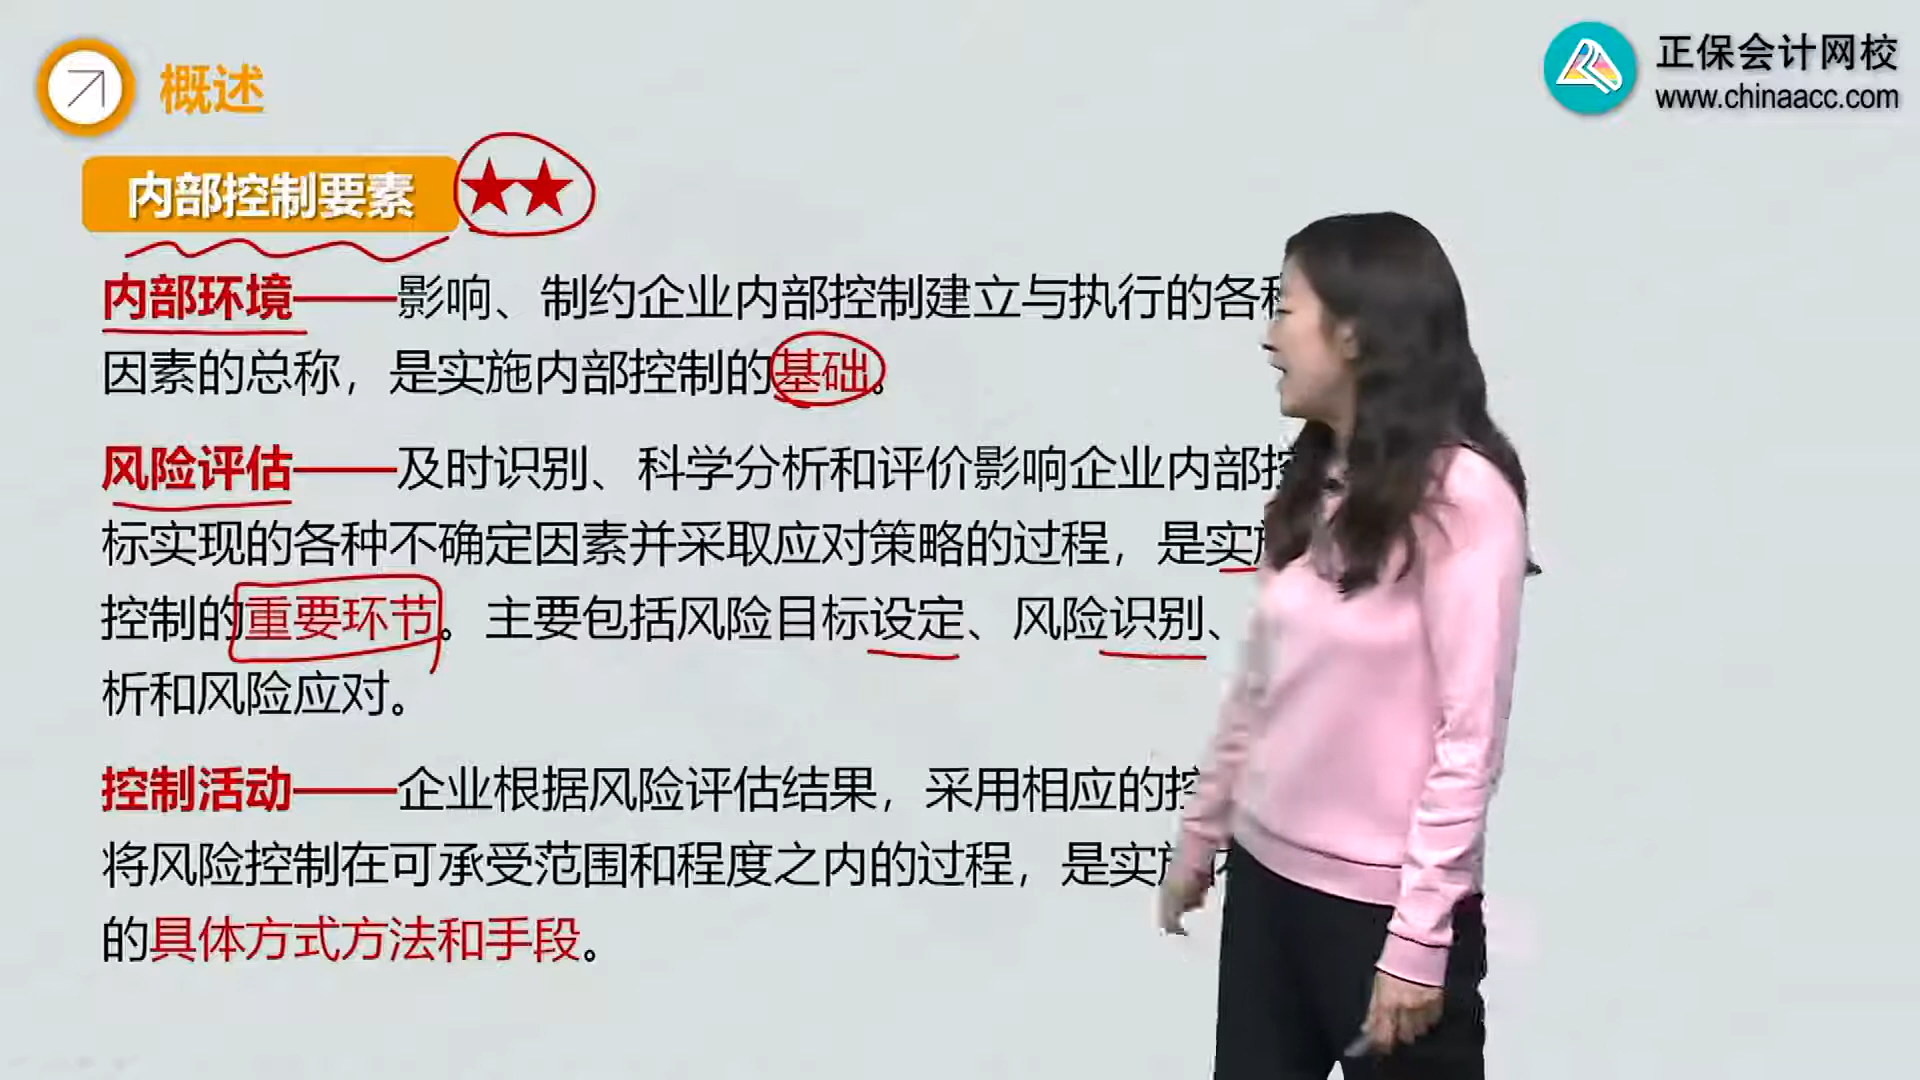 概述
正保会计网校
www.chinaacc.com
内部控制要素
内部环境——影响、制约企业内部控制建立与执行的各种
因素的总称，是实施内部控制的基础。
风险评估——及时识别、科学分析和评价影响企业内部控
标实现的各种不确定因素并采取应对策略的过程，是实施
控制的重要环节。主要包括风险目标设定、风险识别、
析和风险应对。
控制活动——企业根据风险评估结果，采用相应的控
将风险控制在可承受范围和程度之内的过程，是实施
的具体方式方法和手段。